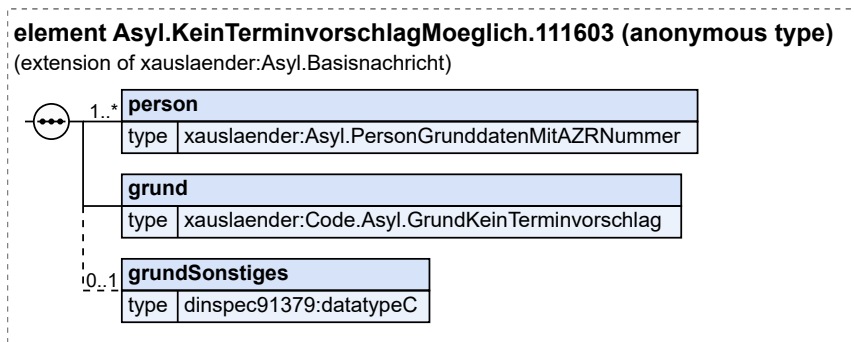 element Asyl.KeinTerminvorschlagMoeglich.111603 (anonymous type)
(extension of xauslaender:Asyl.Basisnachricht)
1..* person
type xauslaender:Asyl.PersonGrunddatenMitAZRNummer
grund
type xauslaender:Code.Asyl.GrundKeinTerminvorschlag
0..1 grundSonstiges
type dinspec91379:datatypeC